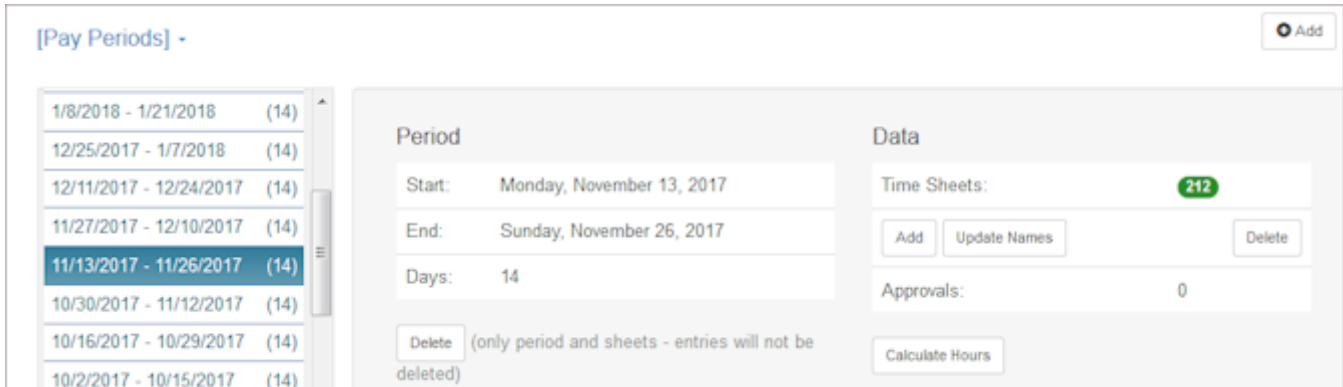 [Pay Periods]
Add
1/8/2018 - 1/21/2018 (14)
12/25/2017 - 1/7/2018 (14)
12/11/2017 - 12/24/2017 (14)
11/27/2017 - 12/10/2017 (14)
11/13/2017 - 11/26/2017 (14)
10/30/2017 - 11/12/2017 (14)
10/16/2017 - 10/29/2017 (14)
10/2/2017 - 10/15/2017 (14)
Period
Start: Monday, November 13, 2017
End: Sunday, November 26, 2017
Days: 14
Delete (only period and sheets - entries will not be
deleted)
Data
Time Sheets: 212
Add Update Names Delete
Approvals: 0
Calculate Hours